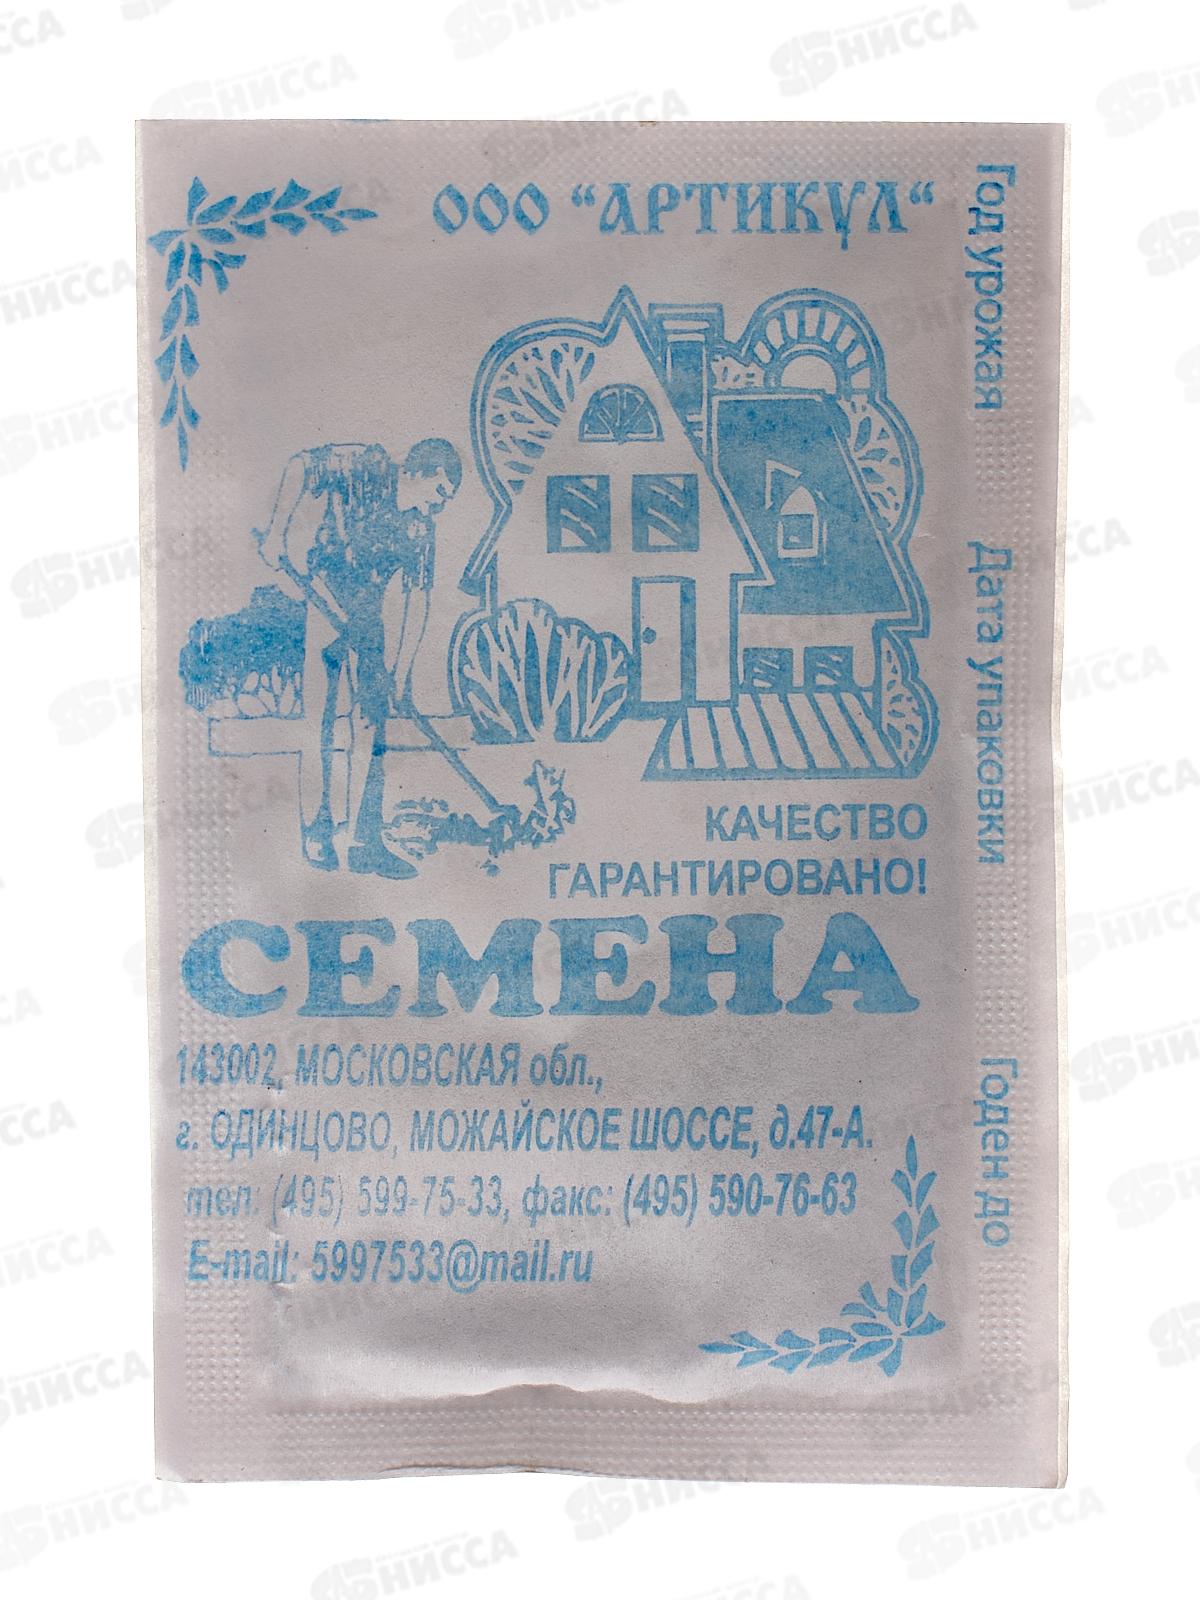 ООО “АРТИКУЛ“
КАЧЕСТВО
ГАРАНТИРОВАНО!
СЕМЕНА
143002, МОСКОВСКАЯ обл.,
г. ОДИНЦОВО, МОЖАЙСКОЕ ШОССЕ, д.47-А.
тел: (495) 599-75-33, факс: (495) 590-76-63
E-mail: 5997533@mail.ru
Год урожая
Дата упаковки
Годен до